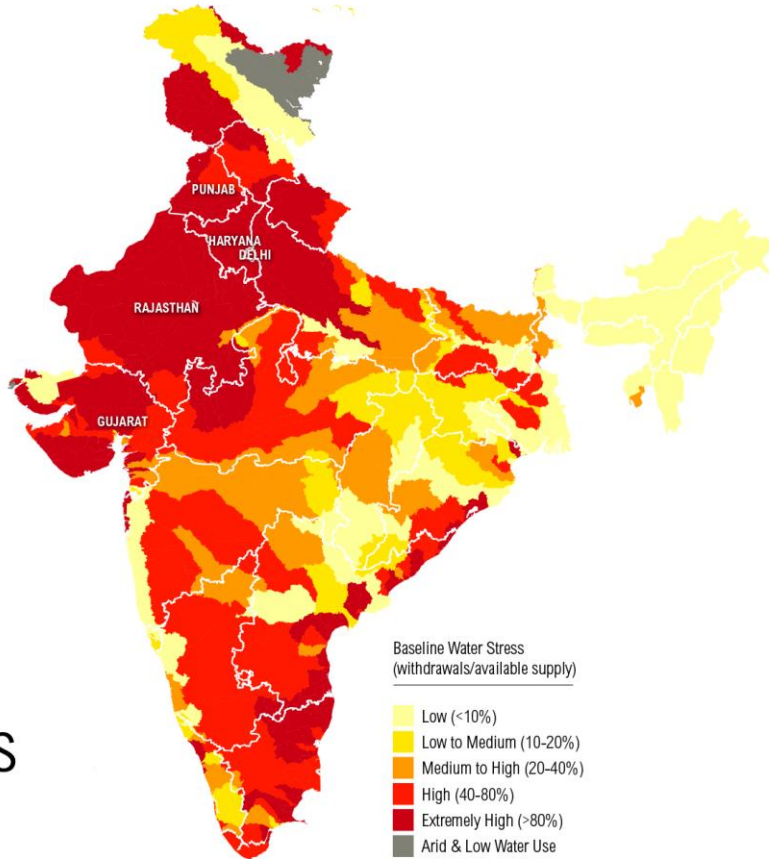 PUNJAB
HARYANA
DELHI
RAJASTHAN
GUJARAT
S
Baseline Water Stress
(withdrawals/available supply)
Low (<10%)
Low to Medium (10-20%)
Medium to High (20-40%)
High (40-80%)
Extremely High (>80%)
Arid & Low Water Use